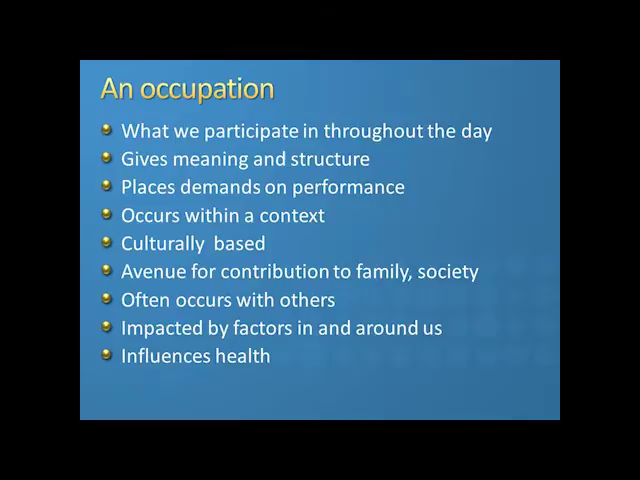 An occupation
What we participate in throughout the day
Gives meaning and structure
Places demands on performance
Occurs within a context
Culturally  based
Avenue for contribution to family, society
Often occurs with others
Impacted by factors in and around us
Influences health